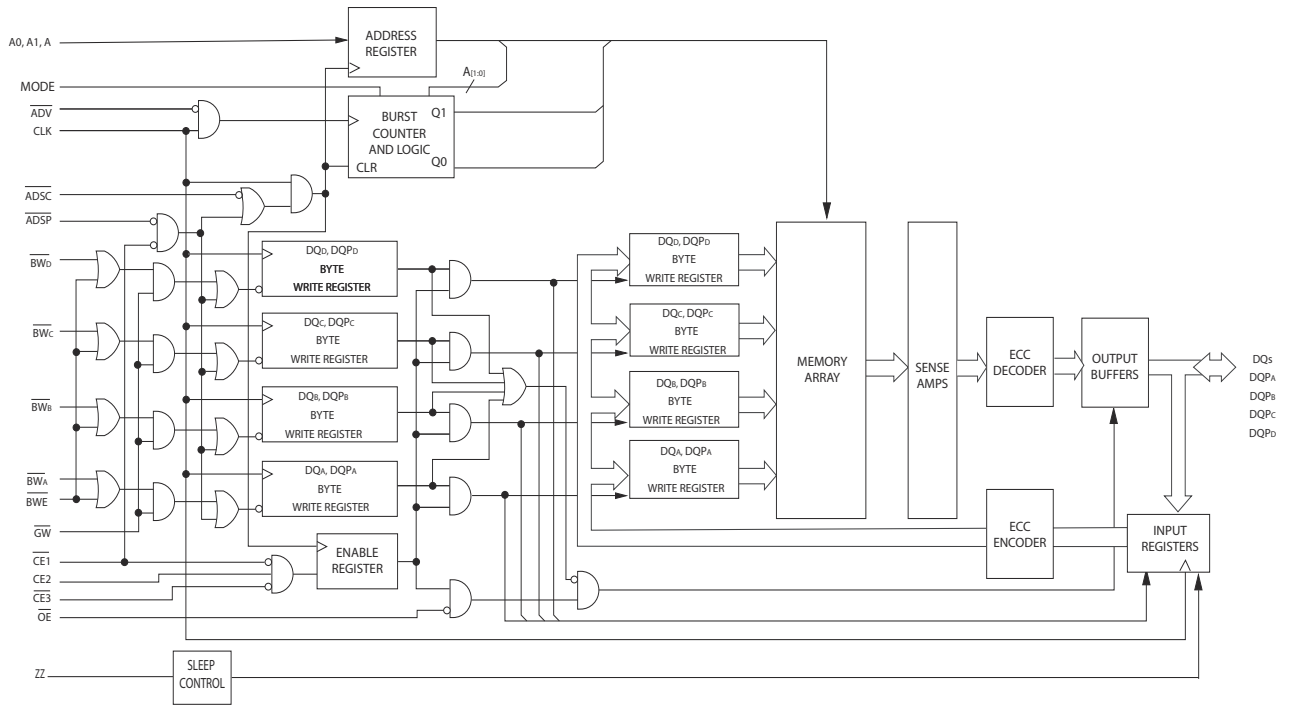 A0, A1, A
ADDRESS
REGISTER
MODE
A[1:0]
ADV
CLK
BURST
COUNTER
AND LOGIC
Q1
Q0
CLR
ADSC
ADSP
BWD
BWC
BWB
BWA
BWE
GW
CE1
CE2
CE3
OE
ZZ
DQD, DQPD
BYTE
WRITE REGISTER
DQC, DQPC
BYTE
WRITE REGISTER
DQB, DQPB
BYTE
WRITE REGISTER
DQA, DQPA
BYTE
WRITE REGISTER
ENABLE
REGISTER
SLEEP
CONTROL
DQD, DQPD
BYTE
WRITE REGISTER
DQC, DQPC
BYTE
WRITE REGISTER
DQB, DQPB
BYTE
WRITE REGISTER
DQA, DQPA
BYTE
WRITE REGISTER
MEMORY
ARRAY
SENSE
AMPS
ECC
DECODER
OUTPUT
BUFFERS
ECC
ENCODER
INPUT
REGISTERS
DQs
DQPA
DQPB
DQPC
DQPD